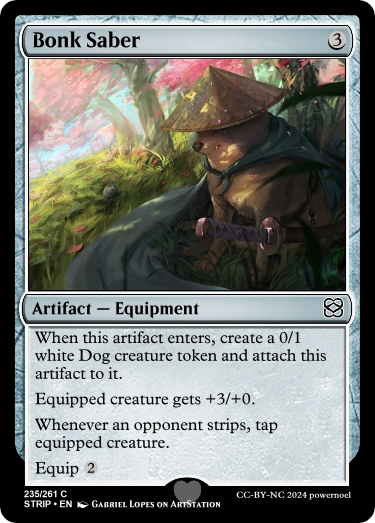 Bonk Saber 3
Artifact — Equipment
When this artifact enters, create a 0/1
white Dog creature token and attach this
artifact to it.
Equipped creature gets +3/+0.
Whenever an opponent strips, tap
equipped creature.
Equip 2
235/261 C
STRIP • EN Gabriel Lopes on ArtStation
CC-BY-NC 2024 powernoel